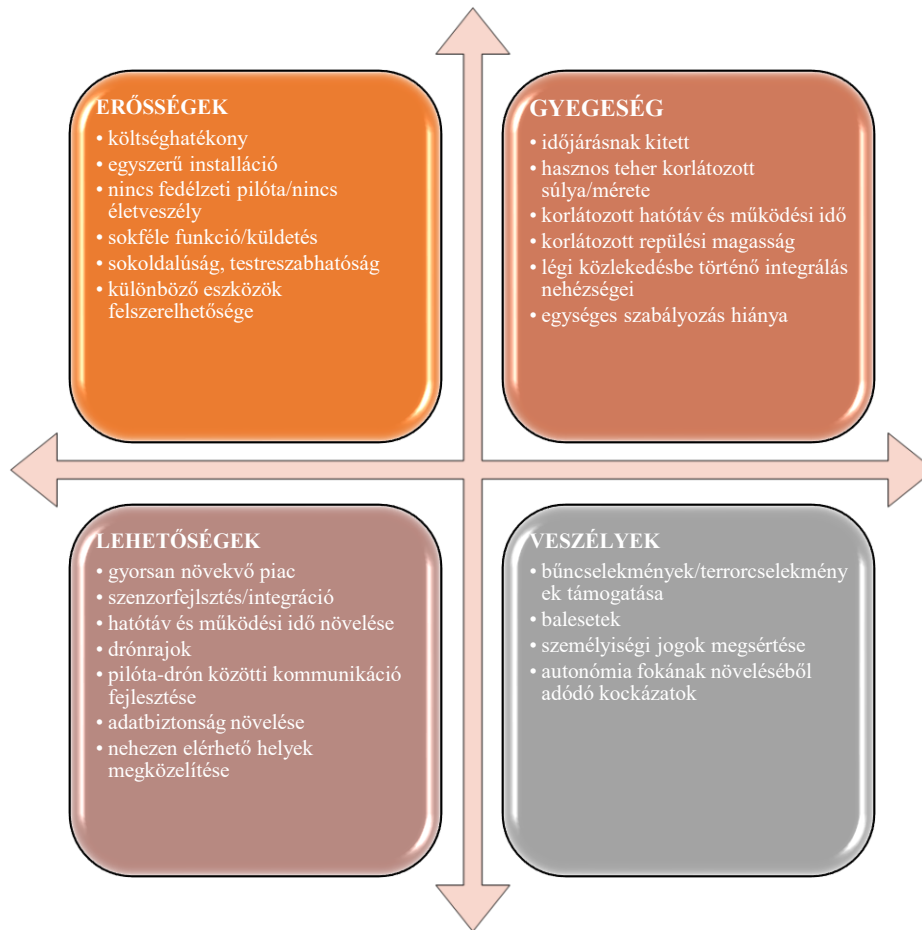 ERŐSSÉGEK
• költséghatékony
• egyszerű installáció
• nincs fedélzeti pilóta/nincs
életveszély
• sokféle funkció/küldetés
• sokoldalúság, testreszabhatóság
• különböző eszközök
felszerelhetősége
GYEGESÉG
• időjárásnak kitett
• hasznos teher korlátozott
súlya/mérete
• korlátozott hatótáv és működési idő
• korlátozott repülési magasság
• légi közlekedésbe történő integrálás
nehézségei
• egységes szabályozás hiánya
LEHETŐSÉGEK
• gyorsan növekvő piac
• szenzorfejlsztés/integráció
• hatótáv és működési idő növelése
• drónrajok
• pilóta-drón közötti kommunikáció
fejlesztése
• adatbiztonság növelése
• nehezen elérhető helyek
megközelítése
VESZÉLYEK
• bűncselekmények/terrorcselekmény
ek támogatása
• balesetek
• személyiségi jogok megsértése
• autonómia fokának növeléséből
adódó kockázatok